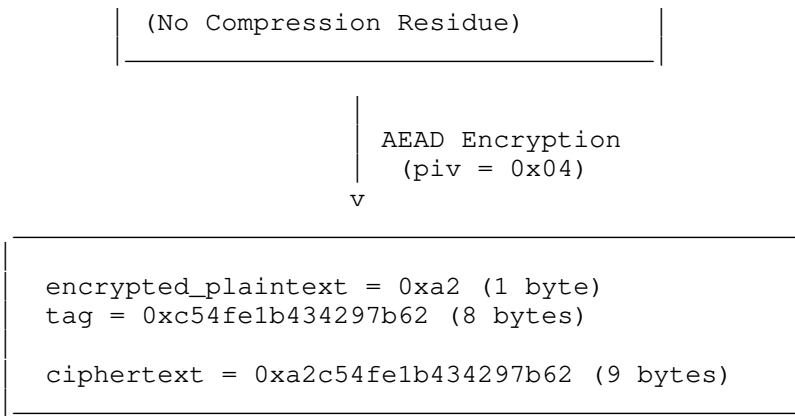 (No Compression Residue)
AEAD Encryption
(piv = 0x04)
v
encrypted_plaintext = 0xa2 (1 byte)
tag = 0xc54fe1b434297b62 (8 bytes)
ciphertext = 0xa2c54fe1b434297b62 (9 bytes)